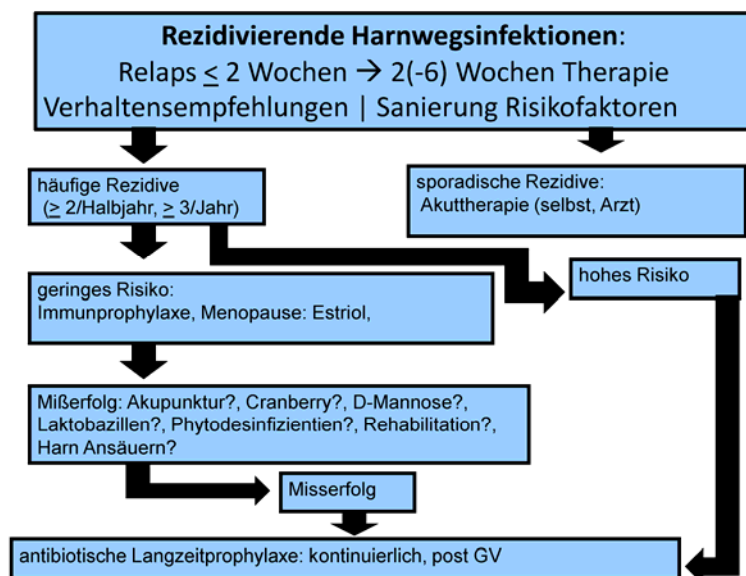 Rezidivierende Harnwegsinfektionen:
Relaps ≤ 2 Wochen → 2(-6) Wochen Therapie
Verhaltensempfehlungen | Sanierung Risikofaktoren
häufige Rezidive
(≥ 2/Halbjahr, ≥ 3/Jahr)
sporadische Rezidive:
Akuttherapie (selbst, Arzt)
hohes Risiko
geringes Risiko:
Immunprophylaxe, Menopause: Estriol,
Mißerfolg: Akupunktur?, Cranberry?, D-Mannose?,
Laktobazillen?, Phytodesinfizientien?, Rehabilitation?,
Harn Ansäuern?
Misserfolg
antibiotische Langzeitprophylaxe: kontinuierlich, post GV